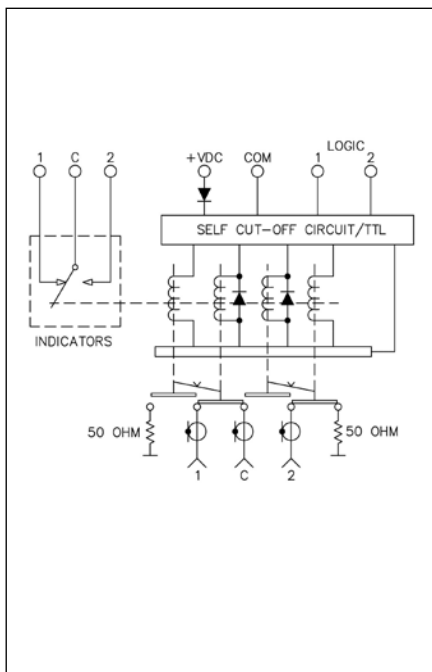 LOGIC
1 C 2 +VDC COM 1 2
SELF CUT-OFF CIRCUIT/TTL
INDICATORS
50 OHM 50 OHM
1 C 2